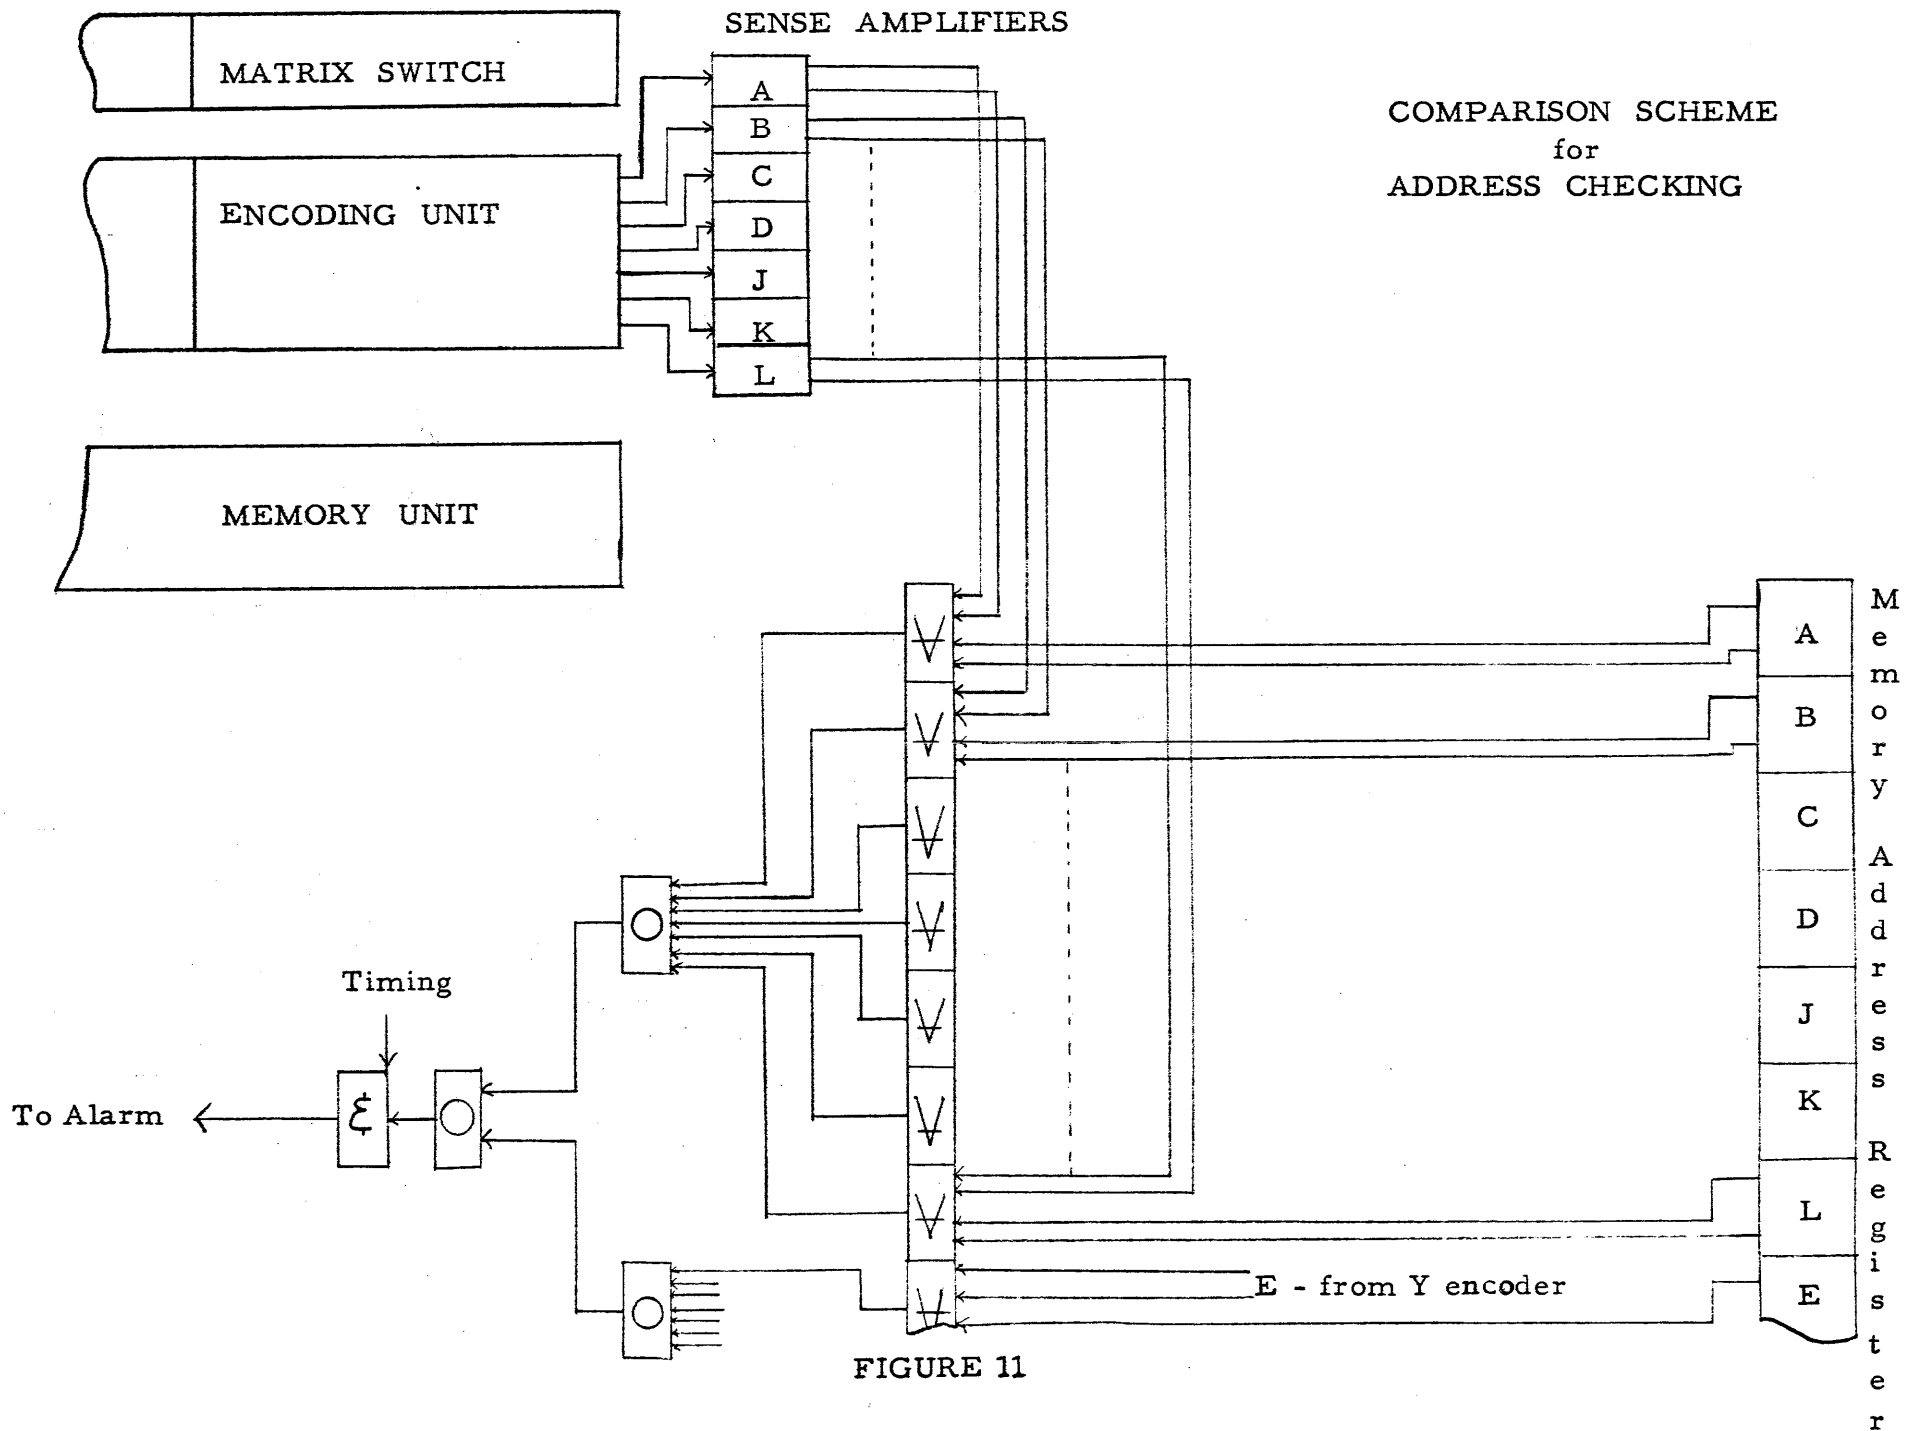 SENSE AMPLIFIERS
MATRIX SWITCH
A
B
C
D
J
K
L
COMPARISON SCHEME
for
ADDRESS CHECKING
ENCODING UNIT
MEMORY UNIT
V
V
V
V
V
V
V
V
A
B
C
D
J
K
L
E
Memory Address Register
Timing
&
To Alarm
E - from Y encoder
FIGURE 11